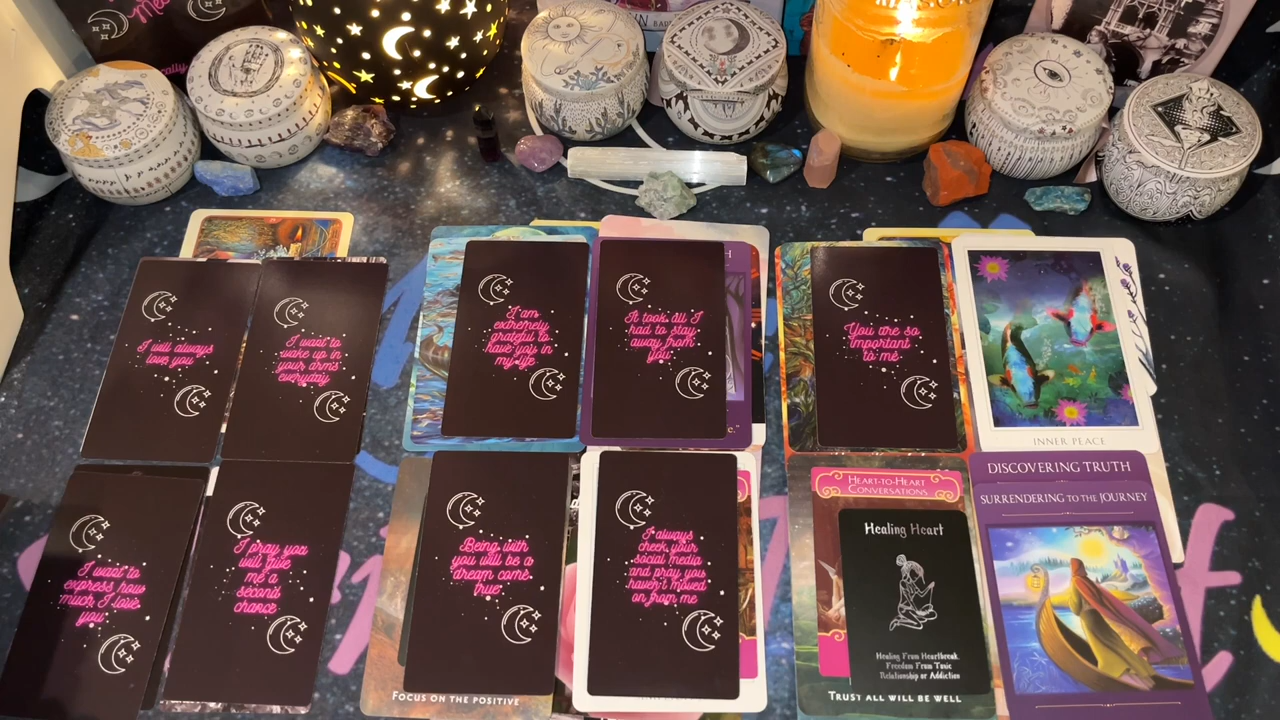 I will always
love you
I want to
wake up in
your arms
everyday
I am
extremely
grateful to
have you in
my life
It took all I
had to stay
away from
you
You are so
important
to me
INNER PEACE
I want to
express how
much I love
you
I pray you
will give
me a
second
chance
Being with
you will be a
dream come
true
FOCUS ON THE POSITIVE
I always
check your
social media
and pray you
haven't moved
on from me
HEART-TO-HEART
CONVERSATIONS
Healing Heart
Healing From Heartbreak.
Freedom From Toxic
Relationship or Addiction
TRUST ALL WILL BE WELL
DISCOVERING TRUTH
SURRENDERING TO THE JOURNEY